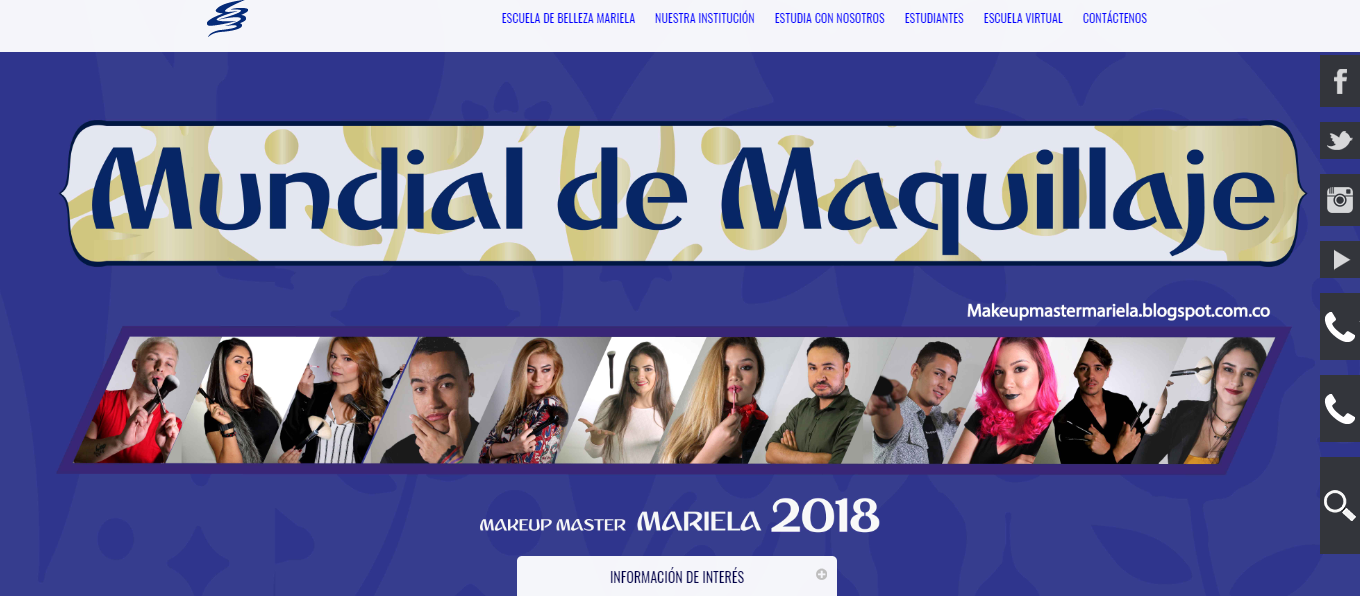 ESCUELA DE BELLEZA MARIELA NUESTRA INSTITUCIÓN ESTUDIA CON NOSOTROS ESTUDIANTES ESCUELA VIRTUAL CONTÁCTENOS
Mundial de Maquillaje
Makeupmastermariela.blogspot.com.co
MAKEUP MASTER MARIELA 2018
INFORMACIÓN DE INTERÉS